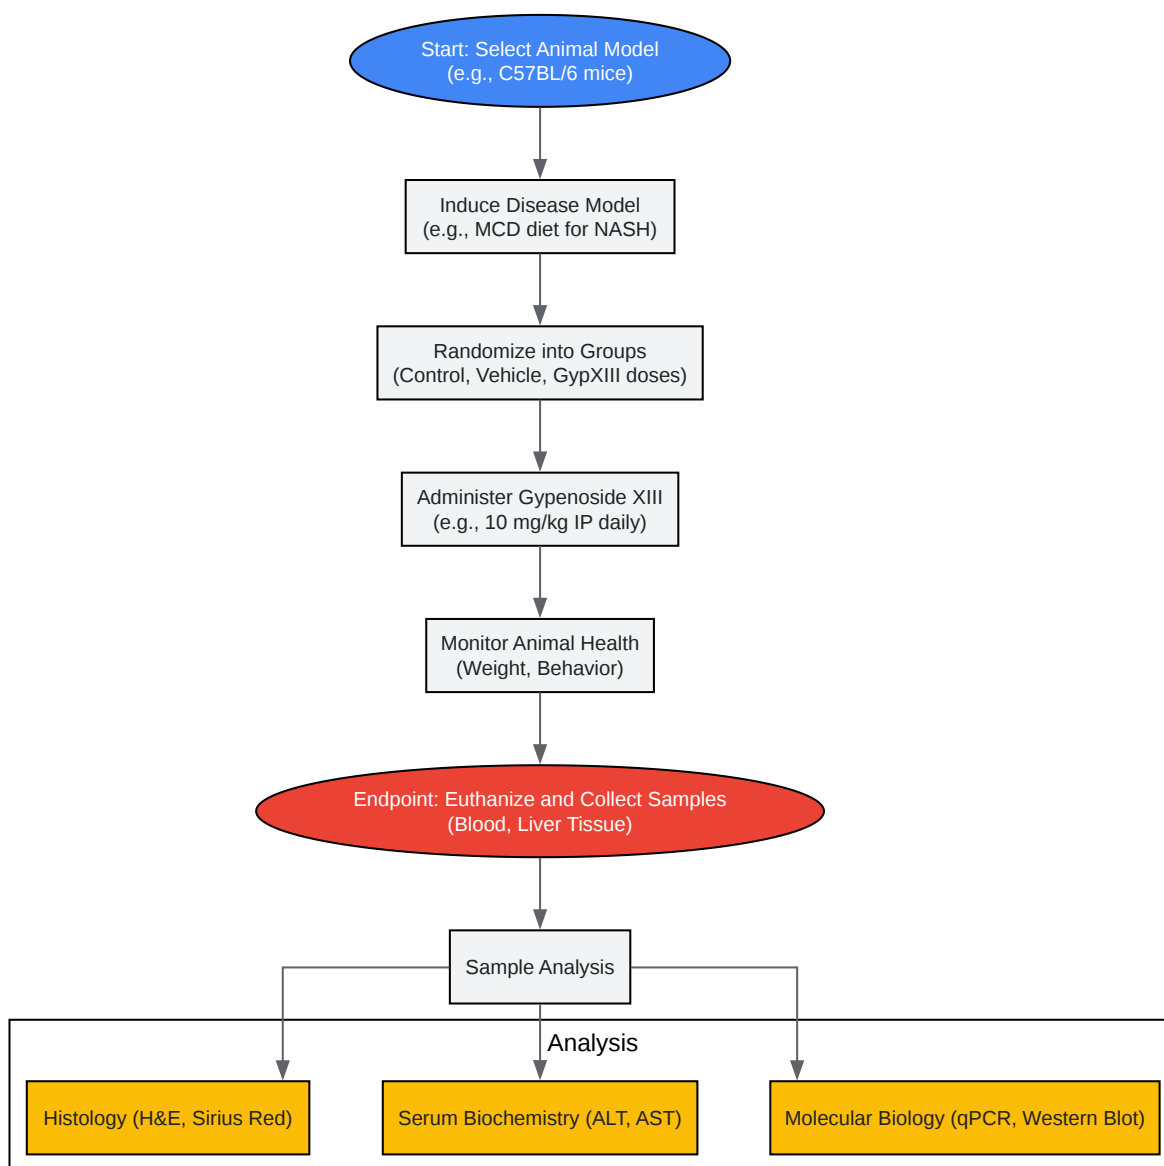 Start: Select Animal Model
(e.g., C57BL/6 mice)
Induce Disease Model
(e.g., MCD diet for NASH)
Randomize into Groups
(Control, Vehicle, GypXIII doses)
Administer Gypenoside XIII
(e.g., 10 mg/kg IP daily)
Monitor Animal Health
(Weight, Behavior)
Endpoint: Euthanize and Collect Samples
(Blood, Liver Tissue)
Sample Analysis
Analysis
Histology (H&E, Sirius Red)
Serum Biochemistry (ALT, AST)
Molecular Biology (qPCR, Western Blot)